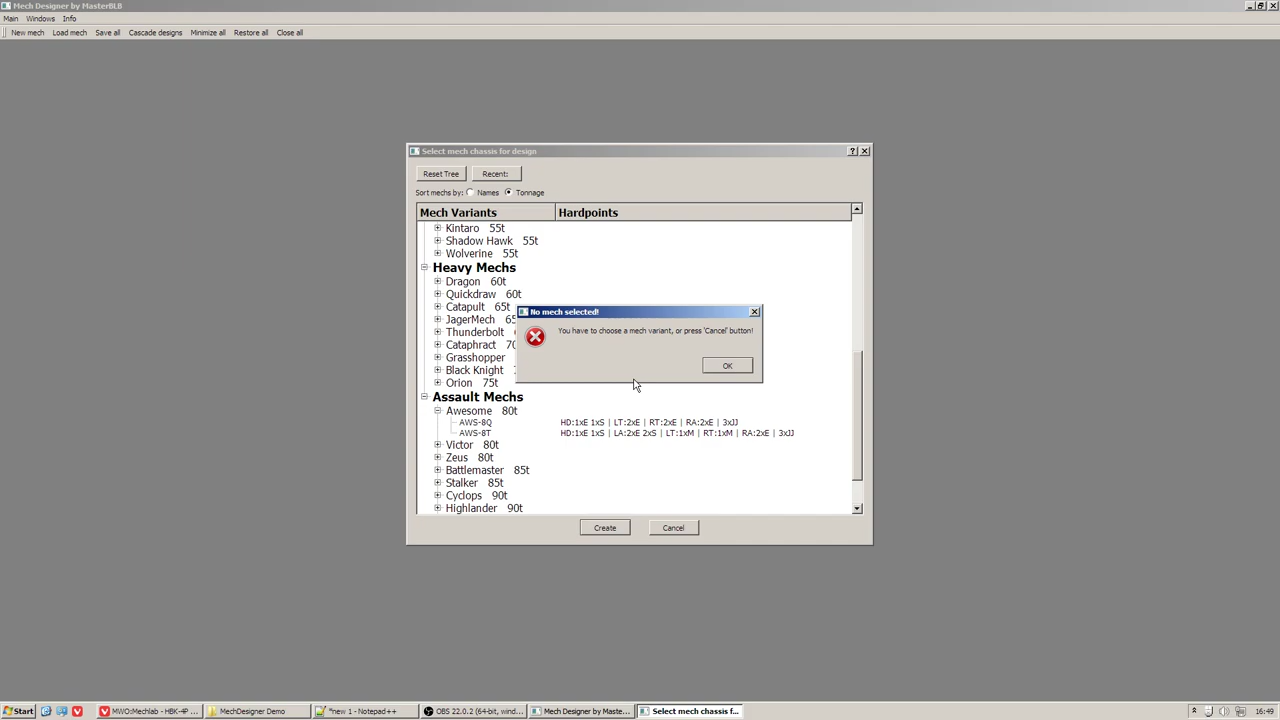 Mech Designer by MasterBLB
Main Windows Info
New mech Load mech Save all Cascade designs Minimize all Restore all Close all
Select mech chassis for design
Reset Tree Recent:
Sort mechs by: Names Tonnage
Mech Variants Hardpoints
Kintaro 55t
Shadow Hawk 55t
Wolverine 55t
Heavy Mechs
Dragon 60t
Quickdraw 60t
Catapult 65t
JagerMech
Thunderbolt
Cataphract
Grasshopper
Black Knight
Orion 75t
No mech selected!
You have to choose a mech variant, or press 'Cancel' button!
OK
Assault Mechs
Awesome 80t
AWS-8Q HD:1xE 1xS | LT:2xE | RT:2xE | RA:2xE | 3xJJ
AWS-8T HD:1xE 1xS | LA:2xE 2xS | LT:1xM | RT:1xM | RA:2xE | 3xJJ
Victor 80t
Zeus 80t
Battlemaster 85t
Stalker 85t
Cyclops 90t
Highlander 90t
Create Cancel
Start MWO:Mechlab - HBK-4P ... MechDesigner Demo *new 1 - Notepad++ OBS 22.0.2 (64-bit, wind... Mech Designer by Maste... Select mech chassis f... 16:49